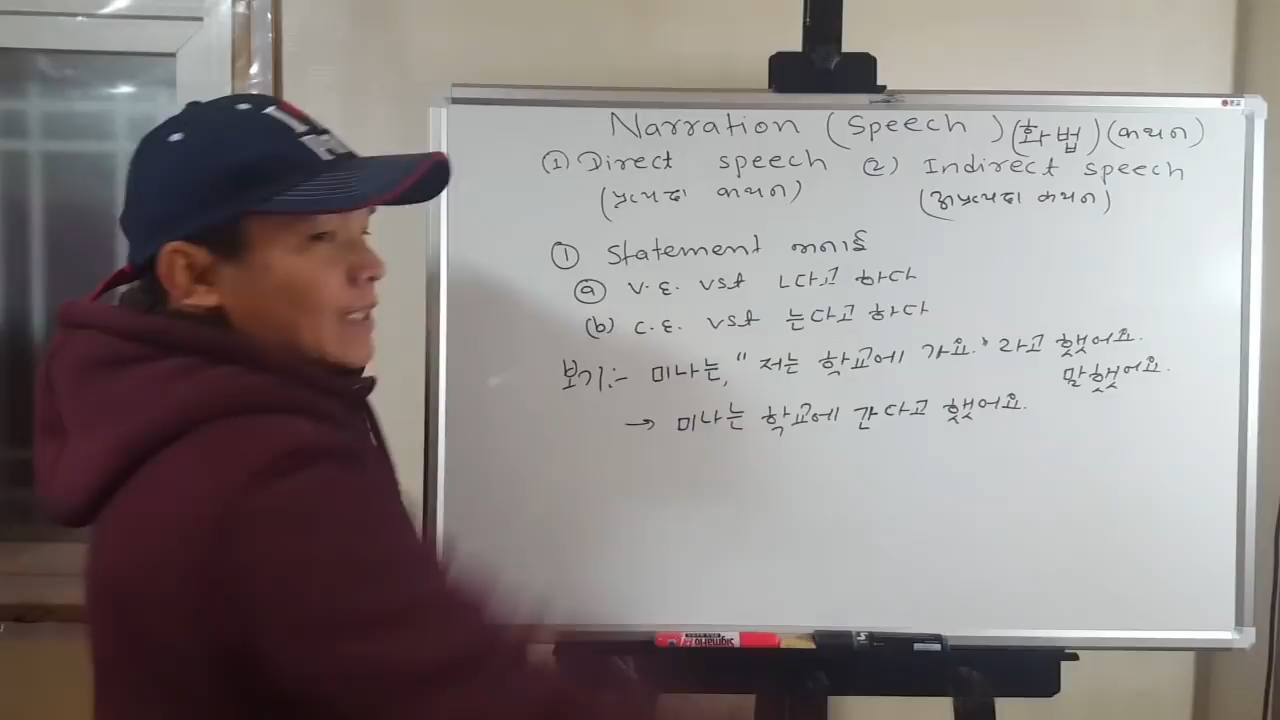 Narration (Speech) (화법) (कथन)
(1) Direct speech (2) Indirect speech
(प्रत्यक्ष कथन) (अप्रत्यक्ष कथन)
① Statement
ⓐ V.E. vst ㄴ다고 하다
(b) C.E. vst 는다고 하다
보기:- 미나는, "저는 학교에 가요." 라고 했어요.
말했어요.
→ 미나는 학교에 간다고 했어요.